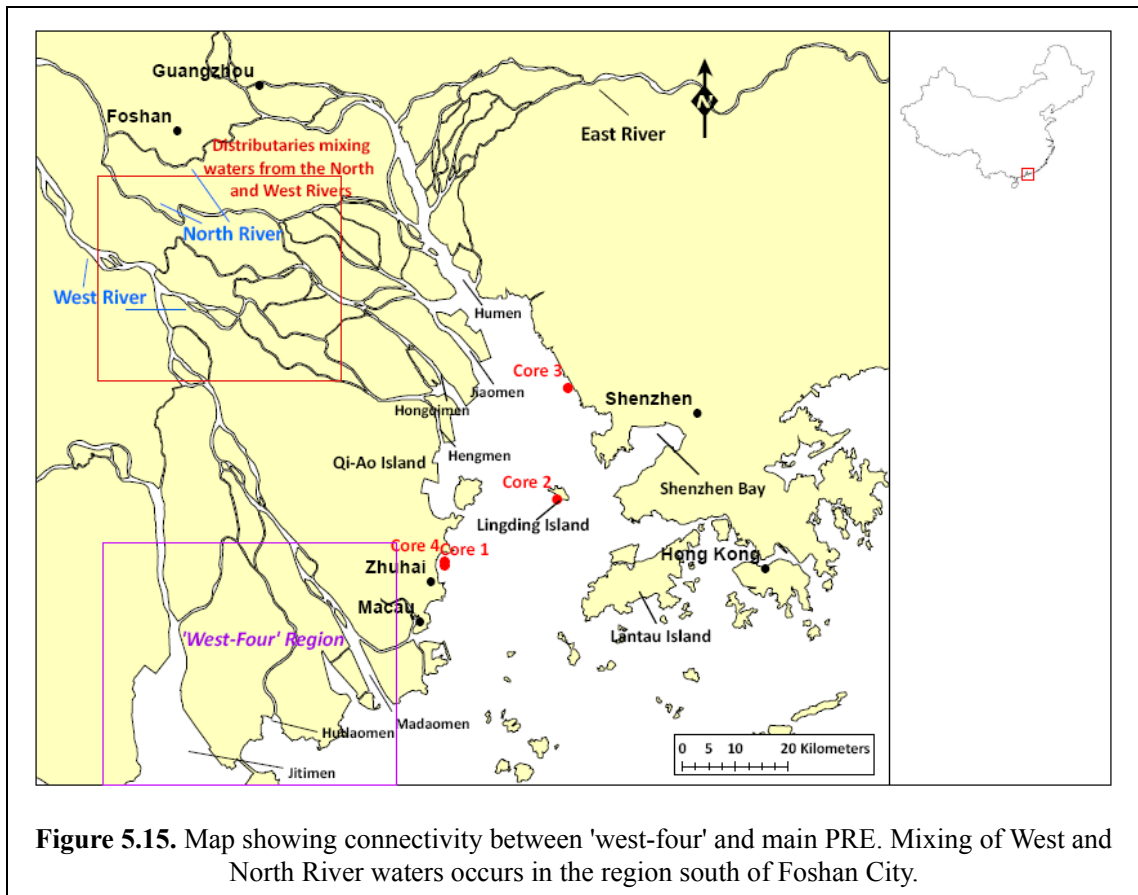 Guangzhou
Foshan
East River
N
Distributaries mixing
waters from the North
and West Rivers
North River
West River
Humen
Core 3
Shenzhen
Jiaomen
Hongqimen
Hengmen
Qi-Ao Island
Core 2
Shenzhen Bay
Lingding Island
Core 4
Core 1
Hong Kong
Zhuhai
Macau
Lantau Island
'West-Four' Region
Madaomen
Hudaomen
Jitimen
0 5 10 20 Kilometers
Figure 5.15. Map showing connectivity between 'west-four' and main PRE. Mixing of West and
North River waters occurs in the region south of Foshan City.